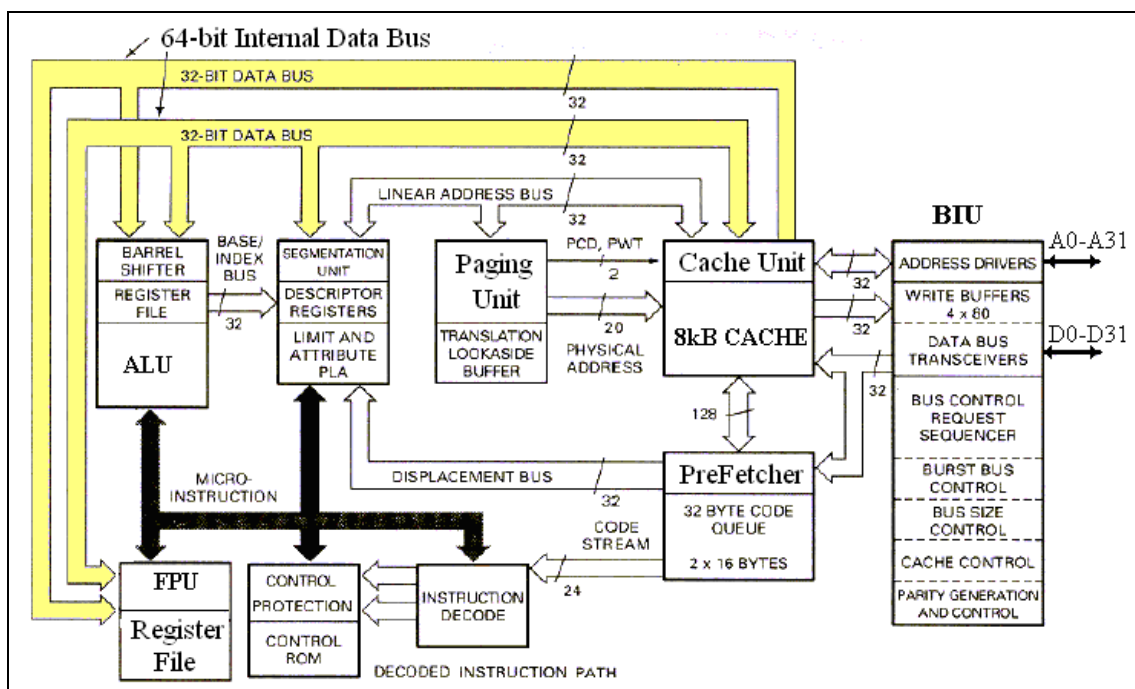 64-bit Internal Data Bus
32-BIT DATA BUS
32
32-BIT DATA BUS
32
LINEAR ADDRESS BUS
32
BARREL
SHIFTER
REGISTER
FILE
ALU
BASE/
INDEX
BUS
32
SEGMENTATION
UNIT
DESCRIPTOR
REGISTERS
LIMIT AND
ATTRIBUTE
PLA
Paging
Unit
TRANSLATION
LOOKASIDE
BUFFER
PCD, PWT
2
20
PHYSICAL
ADDRESS
Cache Unit
8kB CACHE
32
32
32
128
BIU
ADDRESS DRIVERS
WRITE BUFFERS
4 x 80
DATA BUS
TRANSCEIVERS
BUS CONTROL
REQUEST
SEQUENCER
BURST BUS
CONTROL
BUS SIZE
CONTROL
CACHE CONTROL
PARITY GENERATION
AND CONTROL
A0-A31
D0-D31
MICRO-
INSTRUCTION
DISPLACEMENT BUS
32
PreFetcher
32 BYTE CODE
QUEUE
2 x 16 BYTES
CODE
STREAM
24
FPU
Register
File
CONTROL
PROTECTION
CONTROL
ROM
INSTRUCTION
DECODE
DECODED INSTRUCTION PATH